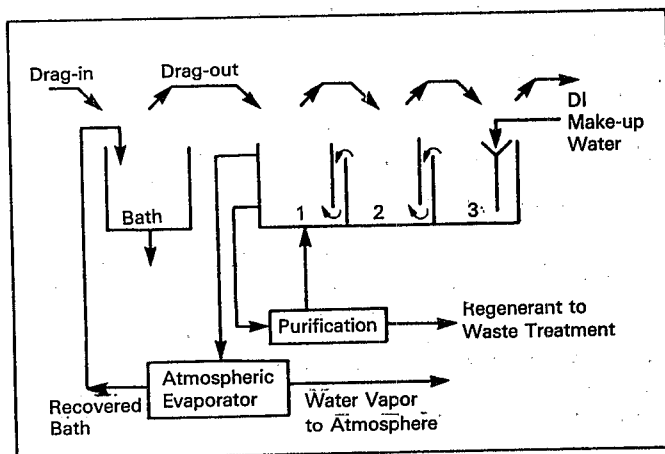 Drag-in
Drag-out
DI
Make-up
Water
Bath
1
2
3
Purification
Regenerant to
Waste Treatment
Atmospheric
Evaporator
Recovered
Bath
Water Vapor
to Atmosphere